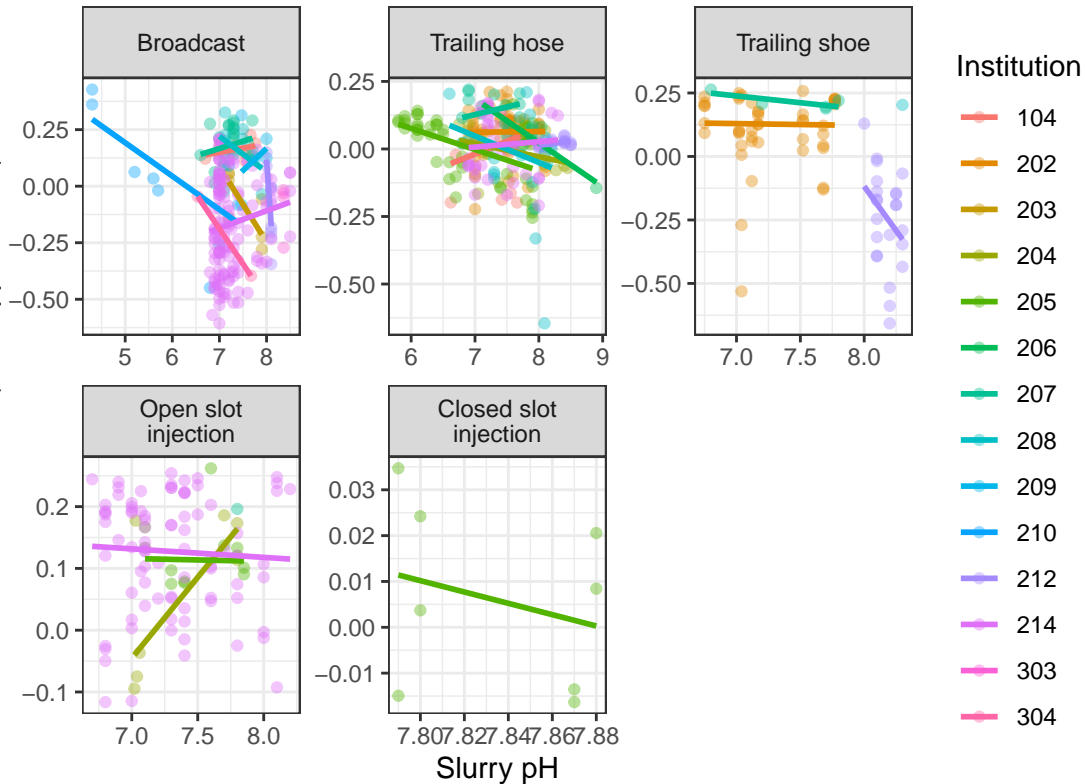 Broadcast
Trailing hose
Trailing shoe
0.25
0.00
−0.25
−0.50
5 6 7 8
0.25
0.00
−0.25
−0.50
6 7 8 9
0.25
0.00
−0.25
−0.50
7.0 7.5 8.0
Open slot
injection
Closed slot
injection
0.2
0.1
0.0
−0.1
7.0 7.5 8.0
0.03
0.02
0.01
0.00
−0.01
7.80 7.82 7.84 7.86 7.88
Slurry pH
Institution
104
202
203
204
205
206
207
208
209
210
212
214
303
304